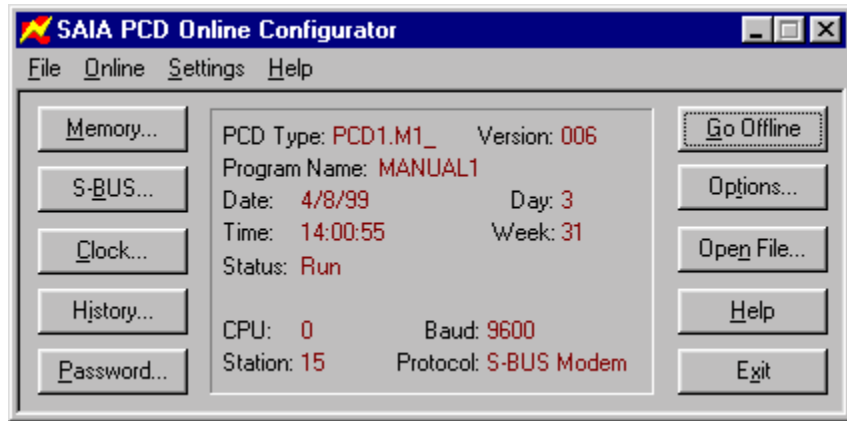 SAIA PCD Online Configurator
File Online Settings Help
Memory...
S-BUS...
Clock...
History...
Password...
PCD Type: PCD1.M1_ Version: 006
Program Name: MANUAL1
Date: 4/8/99 Day: 3
Time: 14:00:55 Week: 31
Status: Run
CPU: 0 Baud: 9600
Station: 15 Protocol: S-BUS Modem
Go Offline
Options...
Open File...
Help
Exit